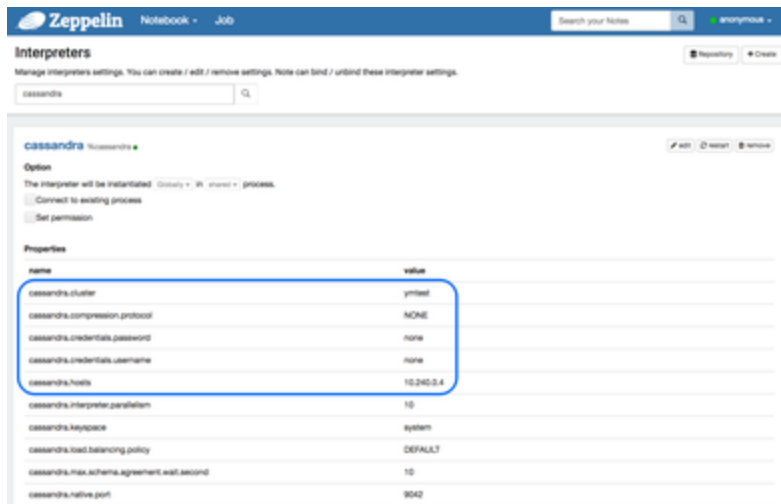 Zeppelin Notebook Job Search your Notes anonymous
Interpreters
Repository + Create
Manage interpreters settings. You can create / edit / remove settings. Note can bind / unbind these interpreter settings.
cassandra
cassandra %cassandra
edit restart remove
Option
The interpreter will be instantiated Globally in shared process.
Connect to existing process
Set permission
Properties
name value
cassandra.cluster ymtest
cassandra.compression.protocol NONE
cassandra.credentials.password none
cassandra.credentials.username none
cassandra.hosts 10.240.0.4
cassandra.interpreter.parallelism 10
cassandra.keyspace system
cassandra.load.balancing.policy DEFAULT
cassandra.max.schema.agreement.wait.second 10
cassandra.native.port 9042